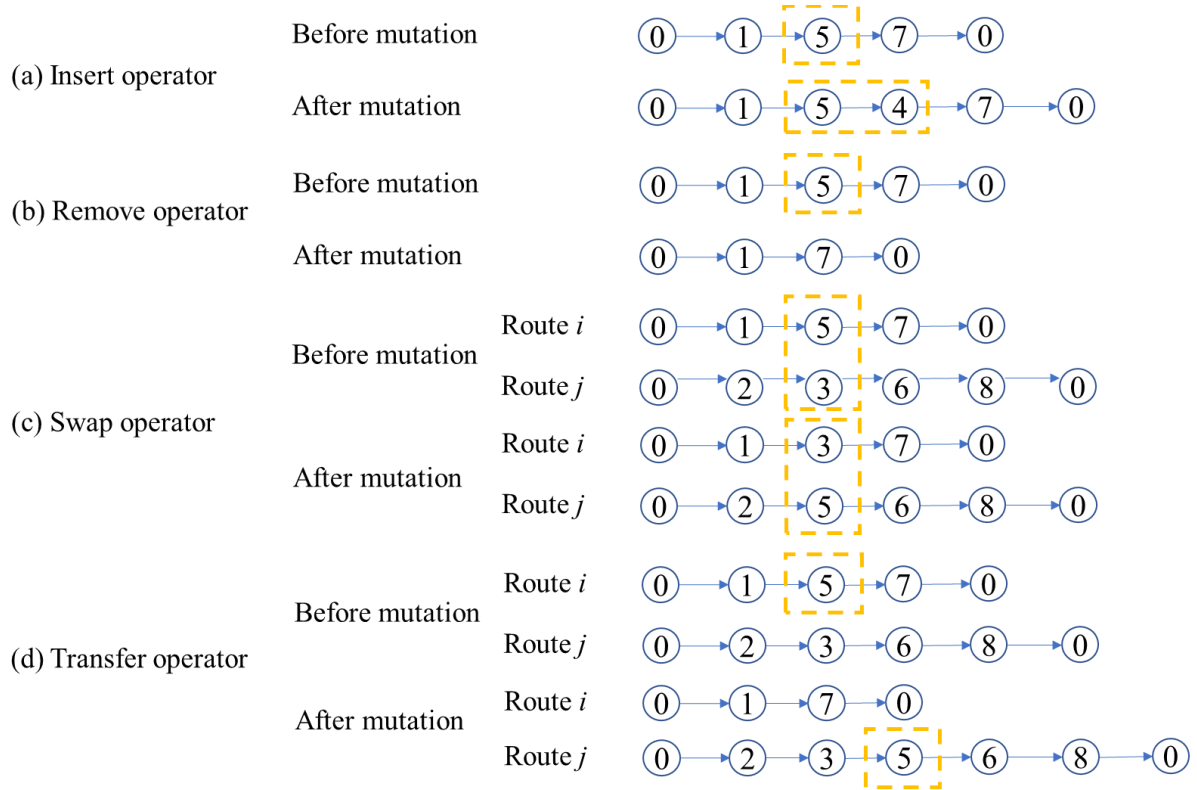 Before mutation 0 1 5 7 0
(a) Insert operator
After mutation 0 1 5 4 7 0
Before mutation 0 1 5 7 0
(b) Remove operator
After mutation 0 1 7 0
Route i 0 1 5 7 0
Before mutation
Route j 0 2 3 6 8 0
(c) Swap operator
Route i 0 1 3 7 0
After mutation
Route j 0 2 5 6 8 0
Route i 0 1 5 7 0
Before mutation
Route j 0 2 3 6 8 0
(d) Transfer operator
Route i 0 1 7 0
After mutation
Route j 0 2 3 5 6 8 0